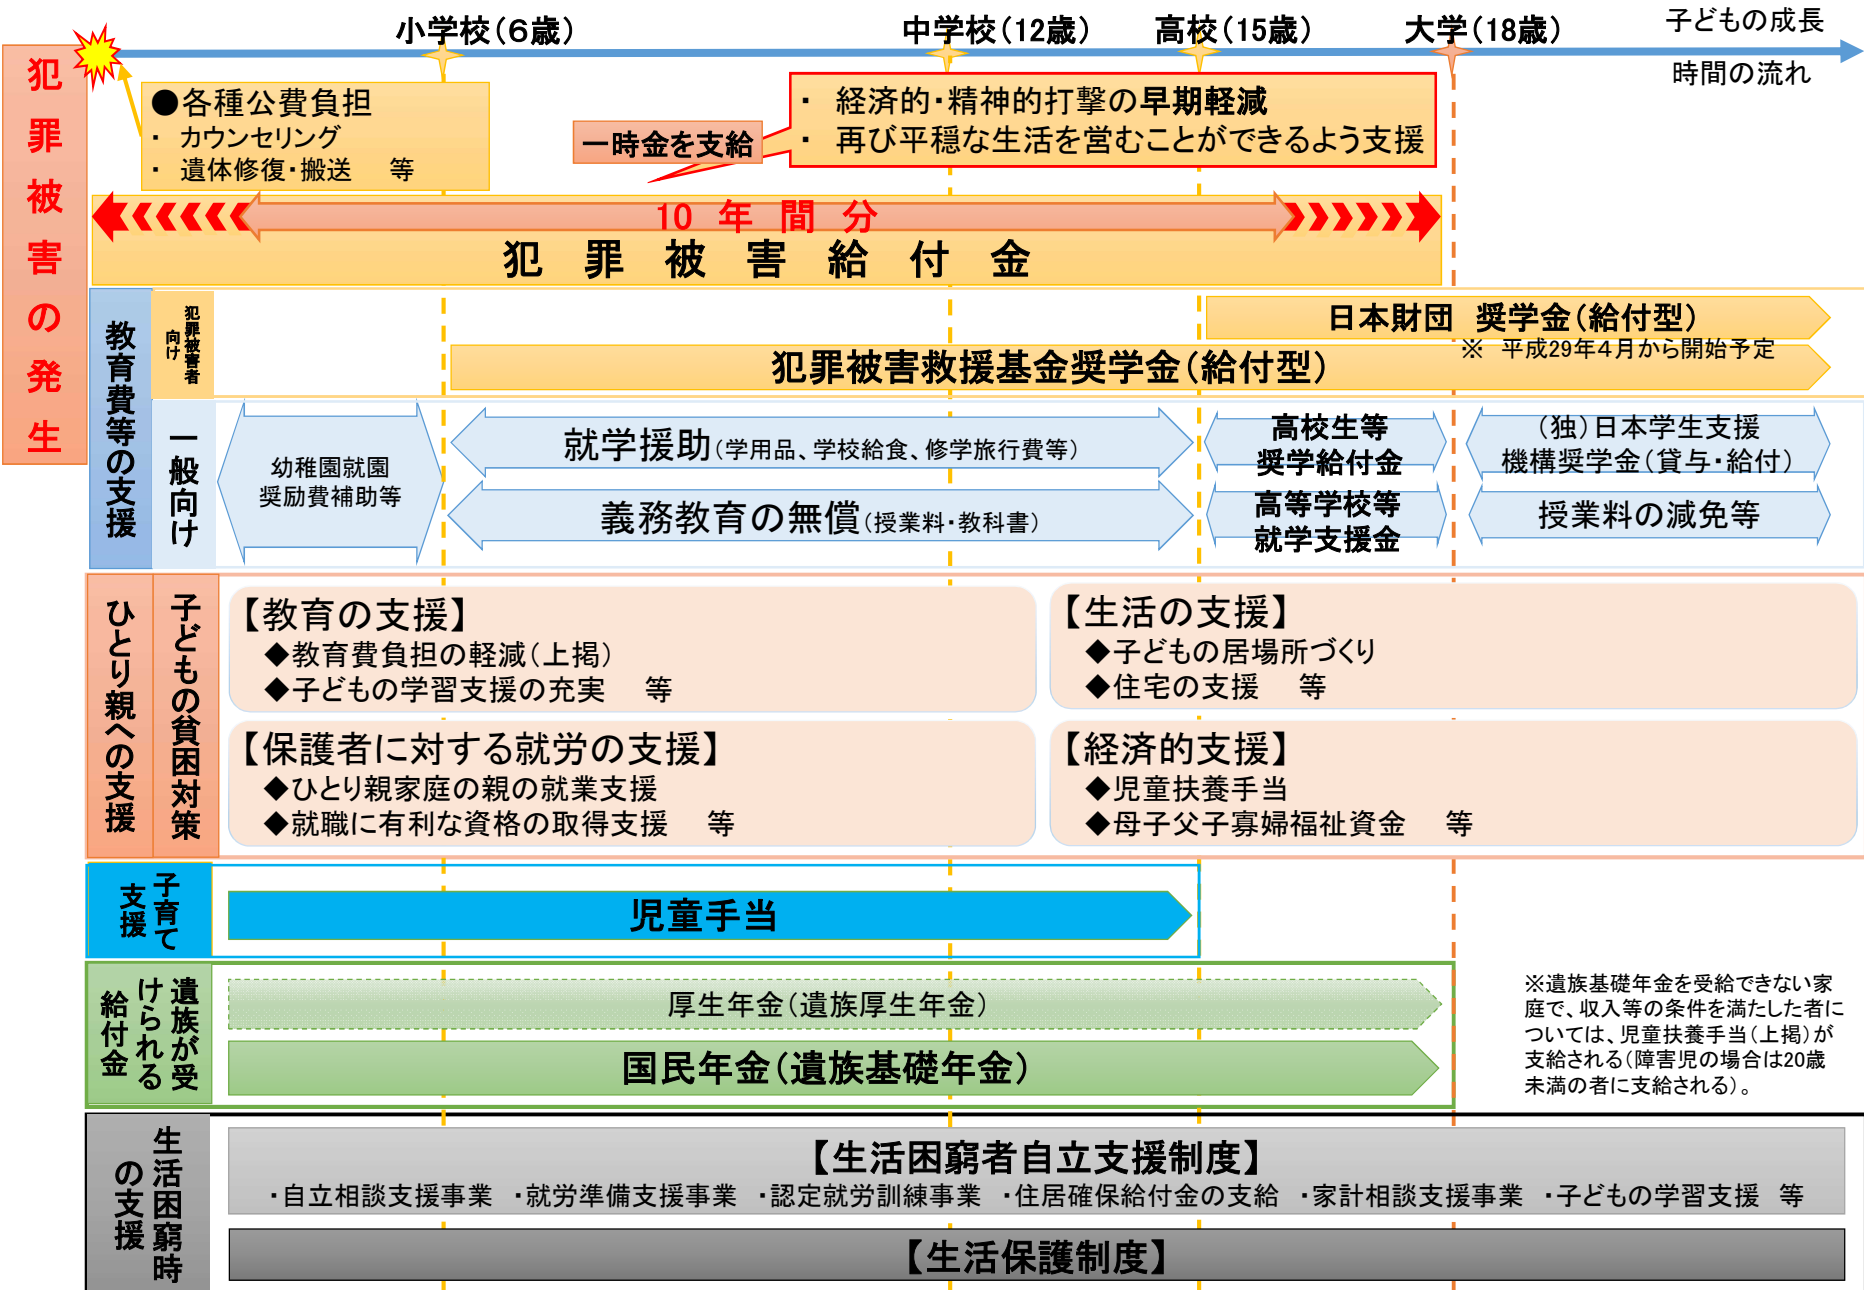 小学校（6歳）
中学校（12歳）
高校（15歳）
大学（18歳）
子どもの成長
時間の流れ
犯罪被害の発生
●各種公費負担
・ カウンセリング
・ 遺体修復・搬送　等
一時金を支給
・ 経済的・精神的打撃の早期軽減
・ 再び平穏な生活を営むことができるよう支援
10年間分
犯罪被害給付金
教育費等の支援
犯罪被害者
向け
日本財団 奨学金（給付型）
※ 平成29年4月から開始予定
犯罪被害救援基金奨学金（給付型）
一般向け
幼稚園就園
奨励費補助等
就学援助（学用品、学校給食、修学旅行費等）
義務教育の無償（授業料・教科書）
高校生等
奨学給付金
高等学校等
就学支援金
（独）日本学生支援
機構奨学金（貸与・給付）
授業料の減免等
ひとり親への支援
子どもの貧困対策
【教育の支援】
◆教育費負担の軽減（上掲）
◆子どもの学習支援の充実　等
【生活の支援】
◆子どもの居場所づくり
◆住宅の支援　等
【保護者に対する就労の支援】
◆ひとり親家庭の親の就業支援
◆就職に有利な資格の取得支援　等
【経済的支援】
◆児童扶養手当
◆母子父子寡婦福祉資金　等
子育て
支援
児童手当
遺族が受
けられる
給付金
厚生年金（遺族厚生年金）
国民年金（遺族基礎年金）
※遺族基礎年金を受給できない家
庭で、収入等の条件を満たした者に
ついては、児童扶養手当（上掲）が
支給される（障害児の場合は20歳
未満の者に支給される）。
生活困窮時
の支援
【生活困窮者自立支援制度】
・自立相談支援事業 ・就労準備支援事業 ・認定就労訓練事業 ・住居確保給付金の支給 ・家計相談支援事業 ・子どもの学習支援 等
【生活保護制度】